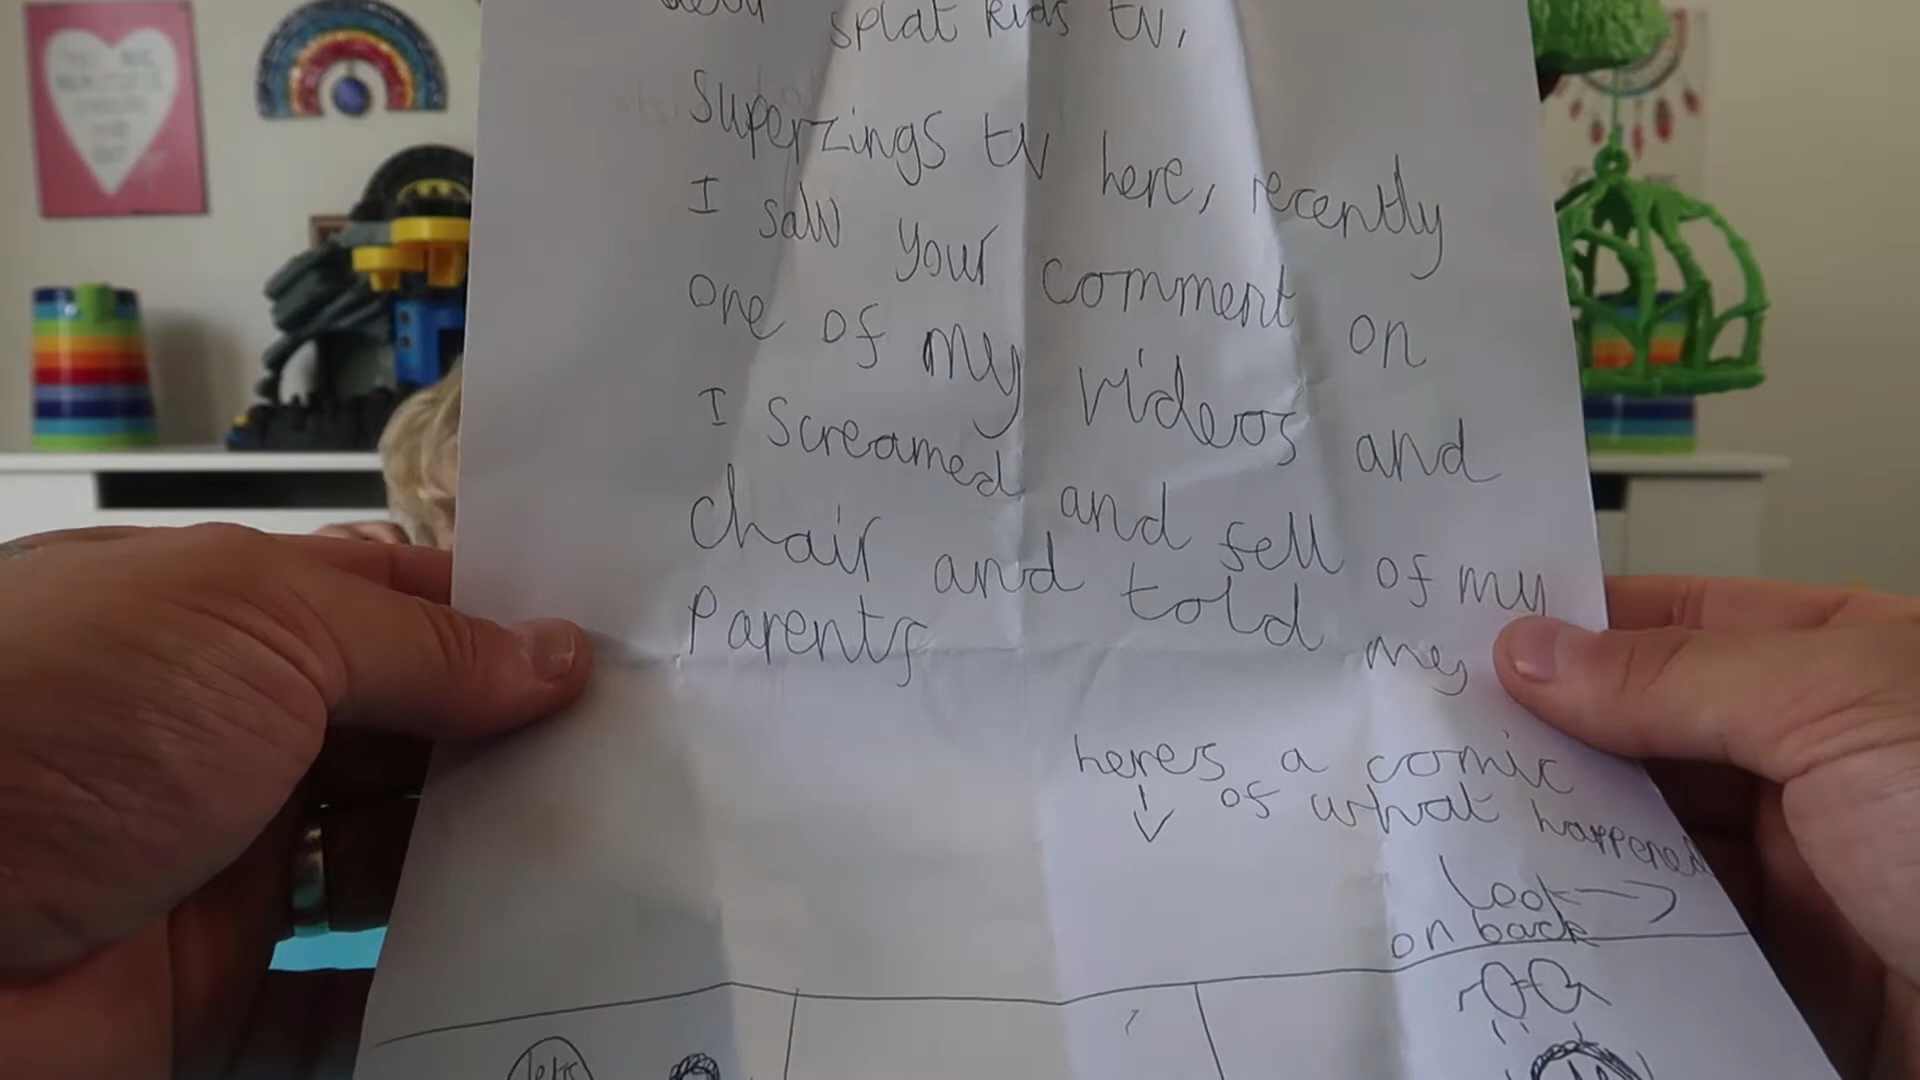 splat kids tv,
Superzings tv here, recently
I saw your comment on
one of my videos and
I screamed and fell of my
chair and told my
Parents
heres a comic
of what happened
look
on back
lets